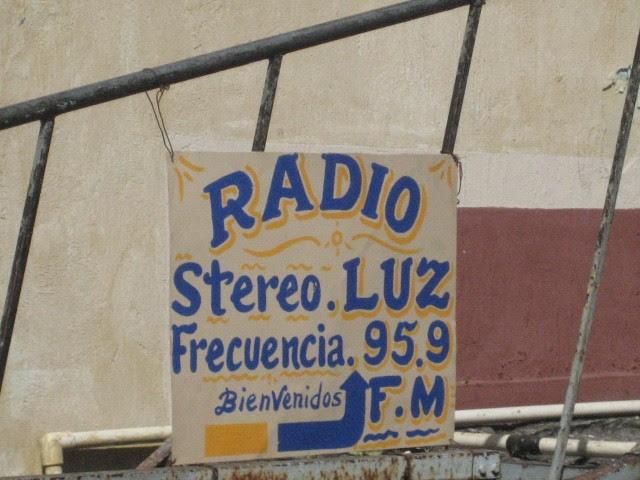 RADIO
Stereo. LUZ
Frecuencia. 95.9
BienVenidos F.M